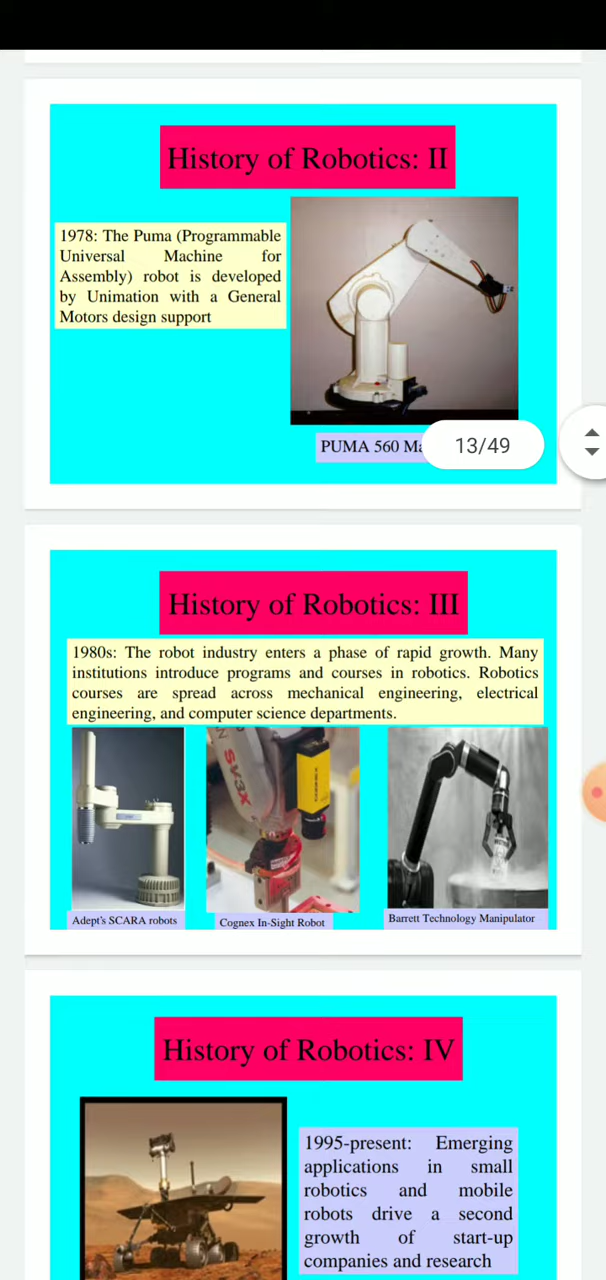 History of Robotics: II
1978: The Puma (Programmable
Universal Machine for
Assembly) robot is developed
by Unimation with a General
Motors design support
PUMA 560 Ma
13/49
History of Robotics: III
1980s: The robot industry enters a phase of rapid growth. Many
institutions introduce programs and courses in robotics. Robotics
courses are spread across mechanical engineering, electrical
engineering, and computer science departments.
SV3X
Adept's SCARA robots
Cognex In-Sight Robot
Barrett Technology Manipulator
History of Robotics: IV
1995-present: Emerging
applications in small
robotics and mobile
robots drive a second
growth of start-up
companies and research